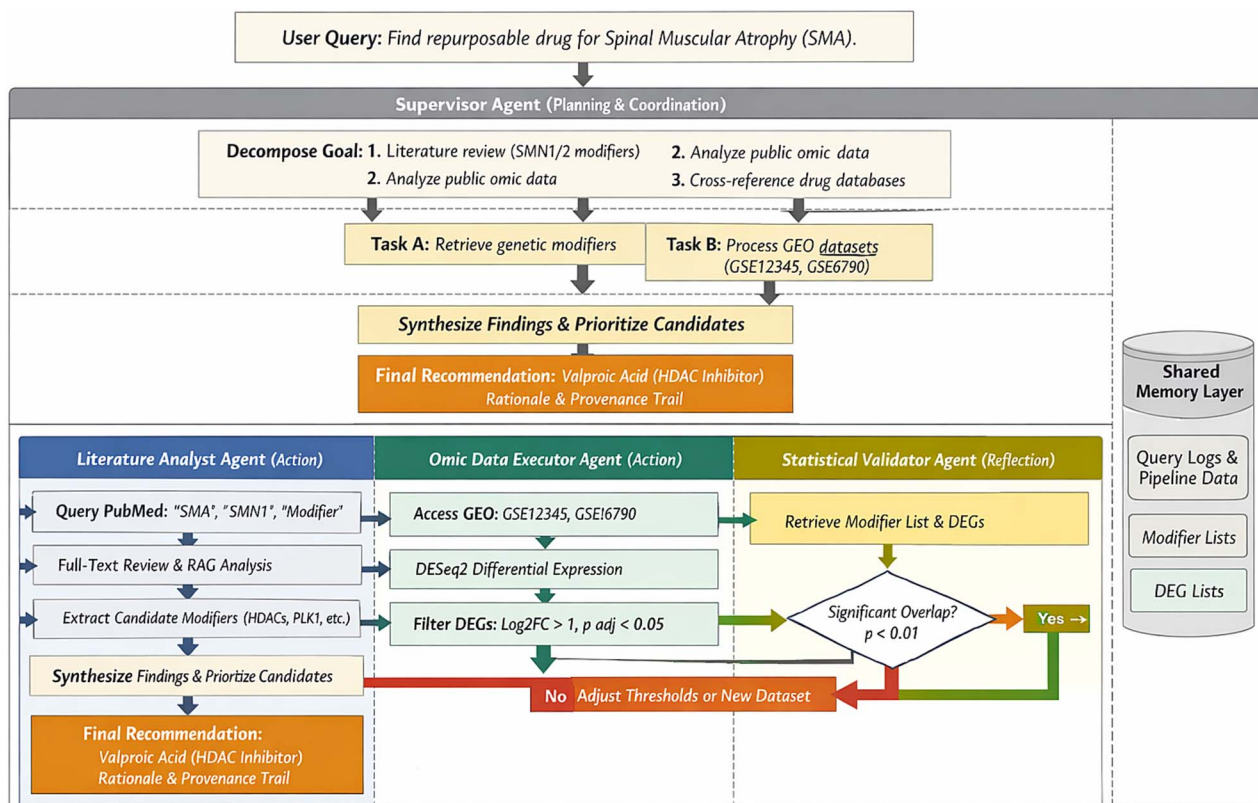 User Query: Find repurposable drug for Spinal Muscular Atrophy (SMA).
Supervisor Agent (Planning & Coordination)
Decompose Goal: 1. Literature review (SMN1/2 modifiers)
2. Analyze public omic data
2. Analyze public omic data
3. Cross-reference drug databases
Task A: Retrieve genetic modifiers
Task B: Process GEO datasets
(GSE12345, GSE6790)
Synthesize Findings & Prioritize Candidates
Final Recommendation: Valproic Acid (HDAC Inhibitor)
Rationale & Provenance Trail
Shared
Memory Layer
Query Logs &
Pipeline Data
Modifier Lists
DEG Lists
Literature Analyst Agent (Action)
Query PubMed: "SMA", "SMN1", "Modifier"
Full-Text Review & RAG Analysis
Extract Candidate Modifiers (HDACs, PLK1, etc.)
Synthesize Findings & Priotize Candidates
Final Recommendation:
Valproic Acid (HDAC Inhibitor)
Rationale & Provenance Trail
Omic Data Executor Agent (Action)
Access GEO: GSE12345, GSE!6790
DESeq2 Differential Expression
Filter DEGs: Log2FC > 1, p adj < 0.05
Statistical Validator Agent (Reflection)
Retrieve Modifier List & DEGs
Significant Overlap?
p < 0.01
Yes →
No Adjust Thresholds or New Dataset